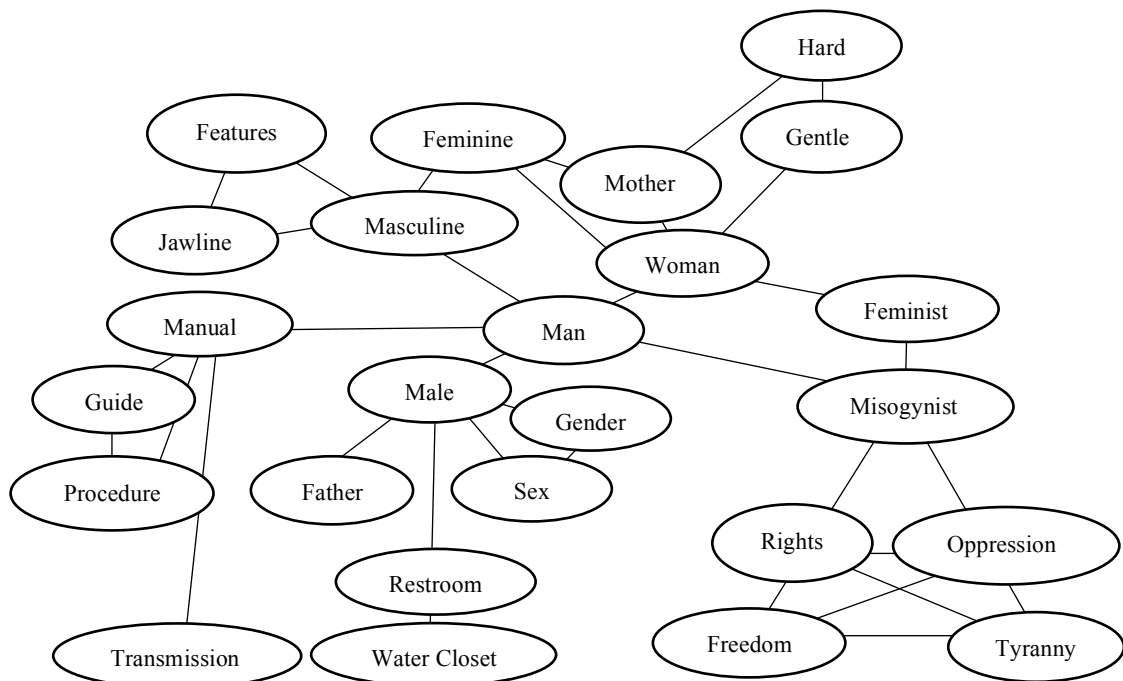 Hard
Features
Feminine
Gentle
Mother
Masculine
Jawline
Woman
Feminist
Manual
Man
Male
Guide
Gender
Misogynist
Procedure
Father
Sex
Rights
Oppression
Restroom
Freedom
Tyranny
Transmission
Water Closet